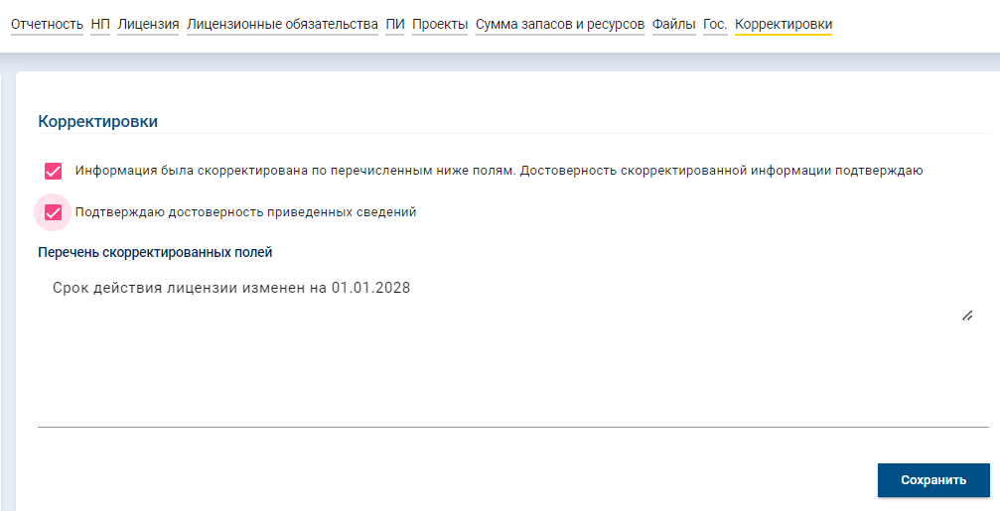 Отчетность НП Лицензия Лицензионные обязательства ПИ Проекты Сумма запасов и ресурсов Файлы Гос. Корректировки
Корректировки
Информация была скорректирована по перечисленным ниже полям. Достоверность скорректированной информации подтверждаю
Подтверждаю достоверность приведенных сведений
Перечень скорректированных полей
Срок действия лицензии изменен на 01.01.2028
Сохранить